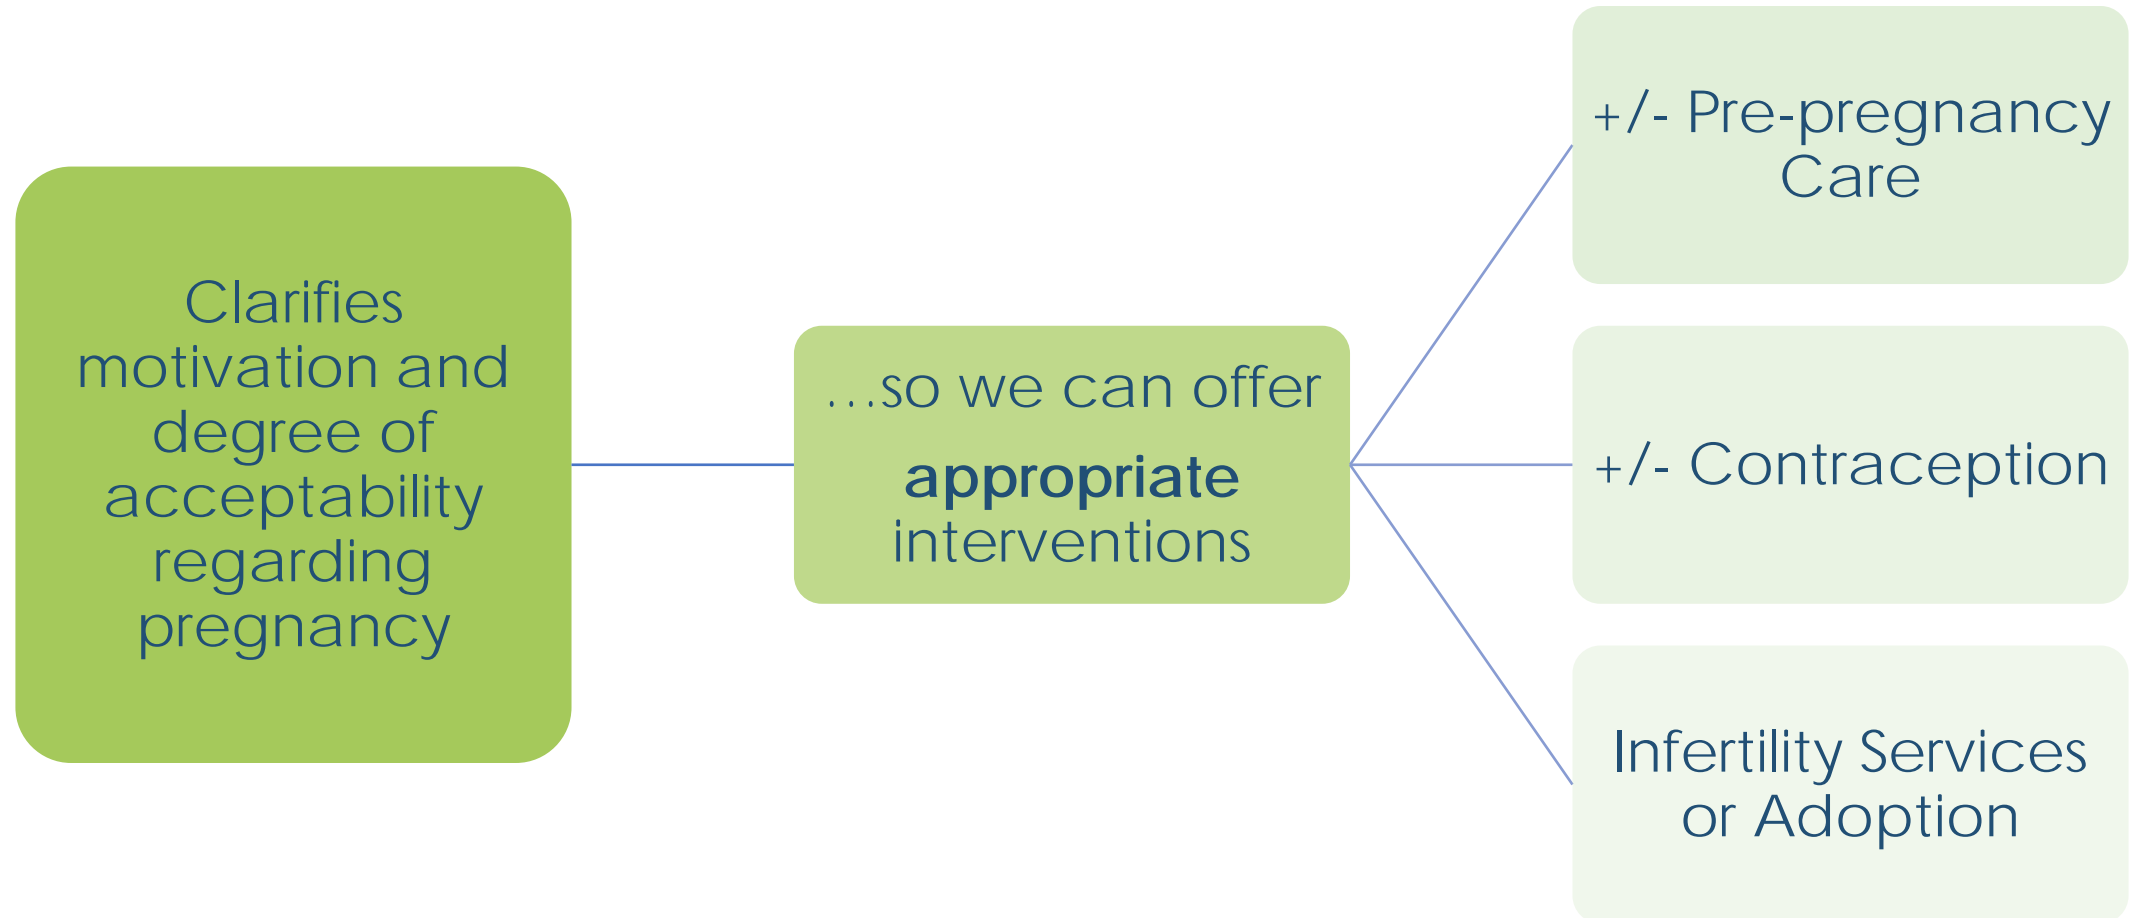 Clarifies
motivation and
degree of
acceptability
regarding
pregnancy
…so we can offer
appropriate
interventions
+/- Pre-pregnancy
Care
+/- Contraception
Infertility Services
or Adoption